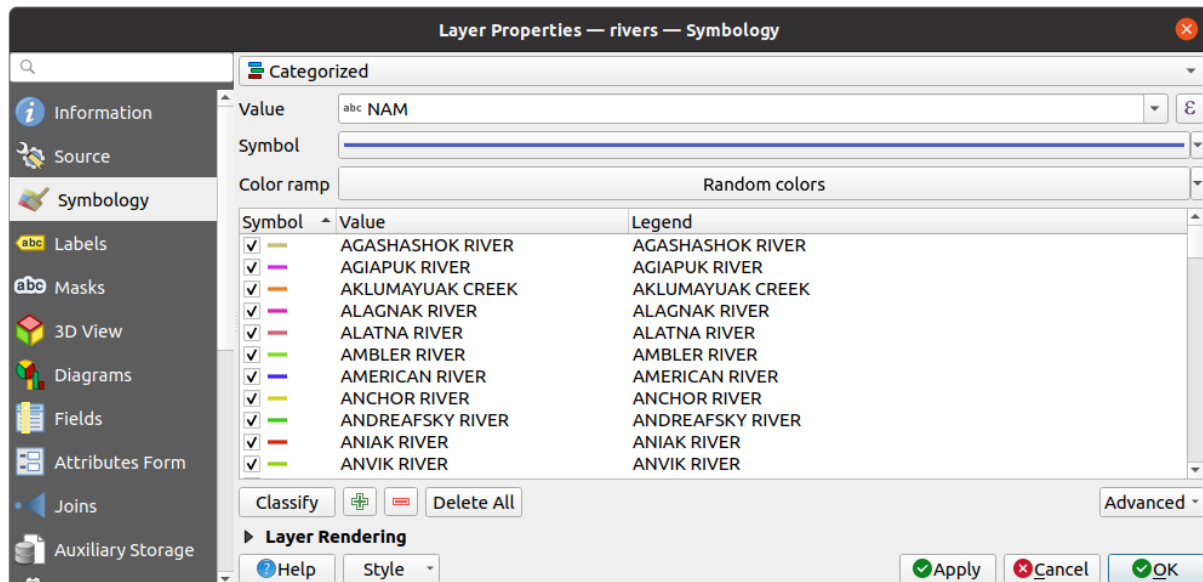 Layer Properties — rivers — Symbology
Information
Source
Symbology
abc Labels
abc Masks
3D View
Diagrams
Fields
Attributes Form
Joins
Auxiliary Storage
Categorized
Value abc NAM ε
Symbol
Color ramp Random colors
Symbol Value Legend
AGASHASHOK RIVER AGASHASHOK RIVER
AGIAPUK RIVER AGIAPUK RIVER
AKLUMAYUAK CREEK AKLUMAYUAK CREEK
ALAGNAK RIVER ALAGNAK RIVER
ALATNA RIVER ALATNA RIVER
AMBLER RIVER AMBLER RIVER
AMERICAN RIVER AMERICAN RIVER
ANCHOR RIVER ANCHOR RIVER
ANDREAFSKY RIVER ANDREAFSKY RIVER
ANIAK RIVER ANIAK RIVER
ANVIK RIVER ANVIK RIVER
Classify Delete All Advanced
Layer Rendering
Help Style Apply Cancel OK